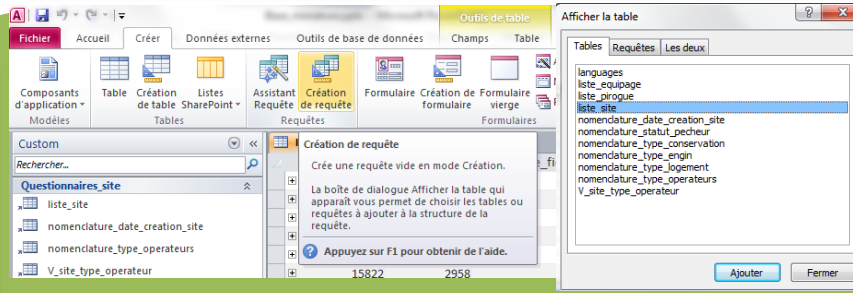 Outils de table
Fichier Accueil Créer Données externes Outils de base de données Champs Table
Composants d'application
Table
Création de table
Listes SharePoint
Assistant Requête
Création de requête
Formulaire
Création de formulaire
Formulaire vierge
Modèles Tables Requêtes Formulaires
Custom
Rechercher...
Questionnaires_site
liste_site
nomenclature_date_creation_site
nomenclature_type_operateurs
V_site_type_operateur
Création de requête
Crée une requête vide en mode Création.
La boîte de dialogue Afficher la table qui
apparaît vous permet de choisir les tables ou
requêtes à ajouter à la structure de la
requête.
Appuyez sur F1 pour obtenir de l'aide.
15822 2958
Afficher la table
Tables Requêtes Les deux
languages
liste_equipage
liste_pirogue
liste_site
nomenclature_date_creation_site
nomenclature_statut_pecheur
nomenclature_type_conservation
nomenclature_type_engin
nomenclature_type_logement
nomenclature_type_operateurs
V_site_type_operateur
Ajouter Fermer